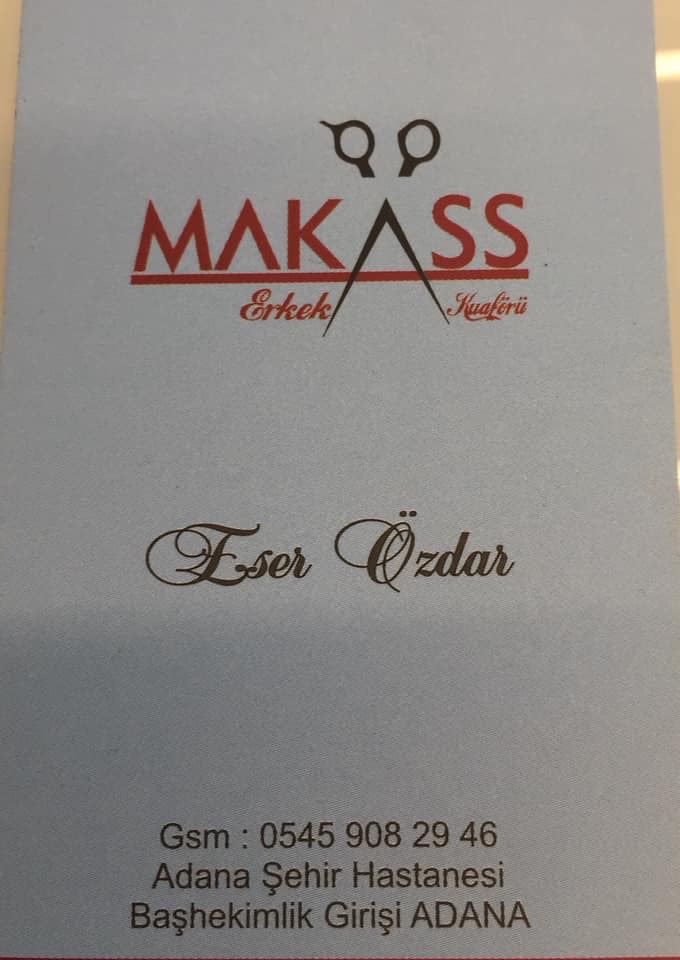 MAKASS
Erkek Kuaförü
Eser Özdar
Gsm : 0545 908 29 46
Adana Şehir Hastanesi
Başhekimlik Girişi ADANA